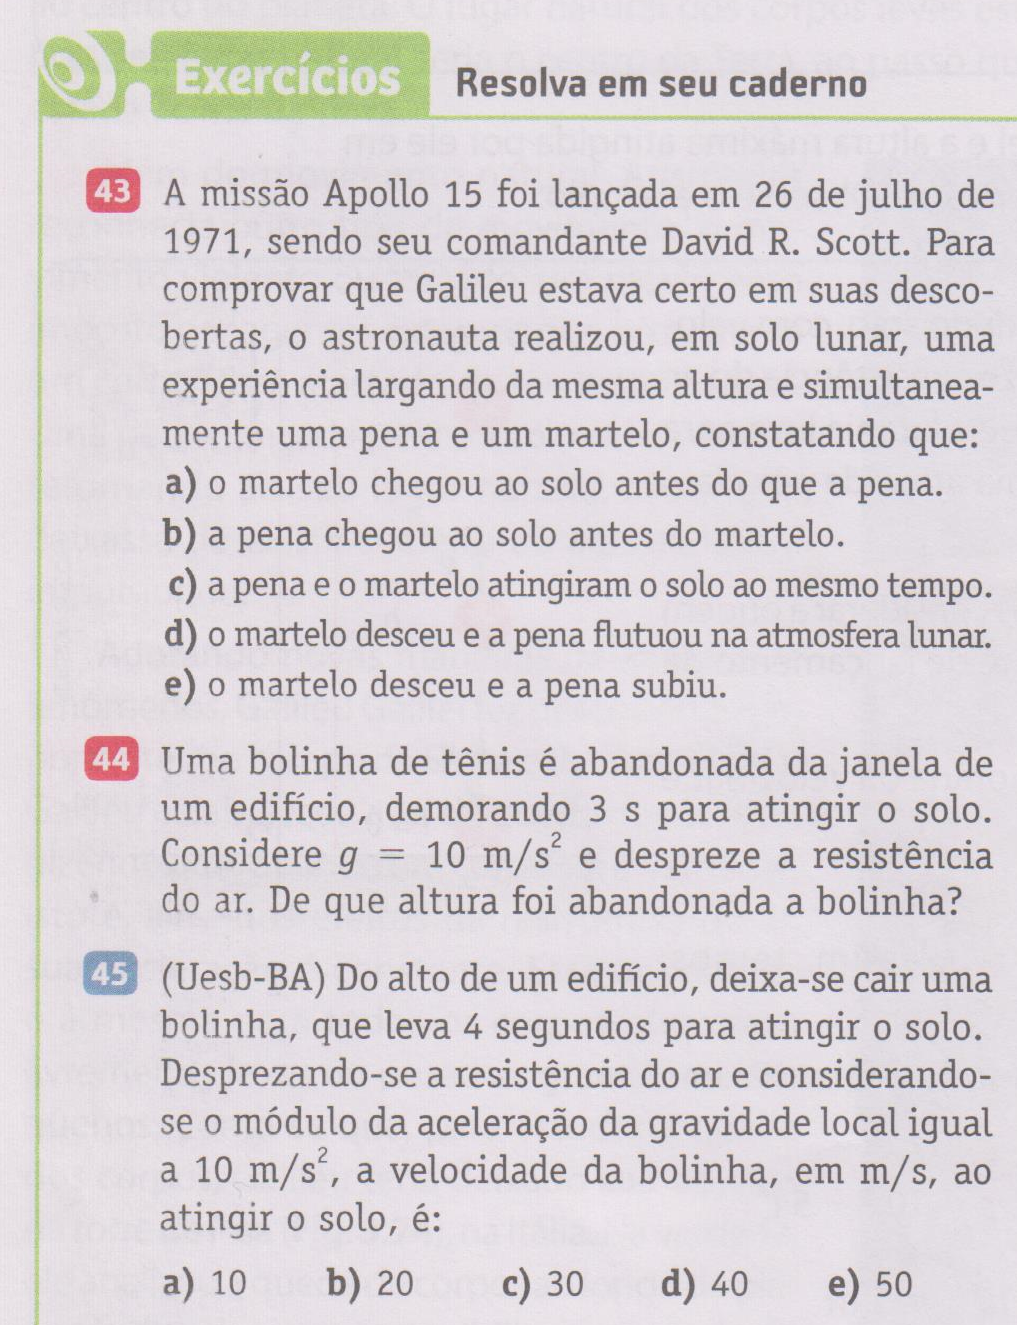 Exercícios Resolva em seu caderno
43 A missão Apollo 15 foi lançada em 26 de julho de
1971, sendo seu comandante David R. Scott. Para
comprovar que Galileu estava certo em suas desco-
bertas, o astronauta realizou, em solo lunar, uma
experiência largando da mesma altura e simultanea-
mente uma pena e um martelo, constatando que:
a) o martelo chegou ao solo antes do que a pena.
b) a pena chegou ao solo antes do martelo.
c) a pena e o martelo atingiram o solo ao mesmo tempo.
d) o martelo desceu e a pena flutuou na atmosfera lunar.
e) o martelo desceu e a pena subiu.
44 Uma bolinha de tênis é abandonada da janela de
um edifício, demorando 3 s para atingir o solo.
Considere g = 10 m/s² e despreze a resistência
do ar. De que altura foi abandonada a bolinha?
45 (Uesb-BA) Do alto de um edifício, deixa-se cair uma
bolinha, que leva 4 segundos para atingir o solo.
Desprezando-se a resistência do ar e considerando-
se o módulo da aceleração da gravidade local igual
a 10 m/s², a velocidade da bolinha, em m/s, ao
atingir o solo, é:
a) 10 b) 20 c) 30 d) 40 e) 50